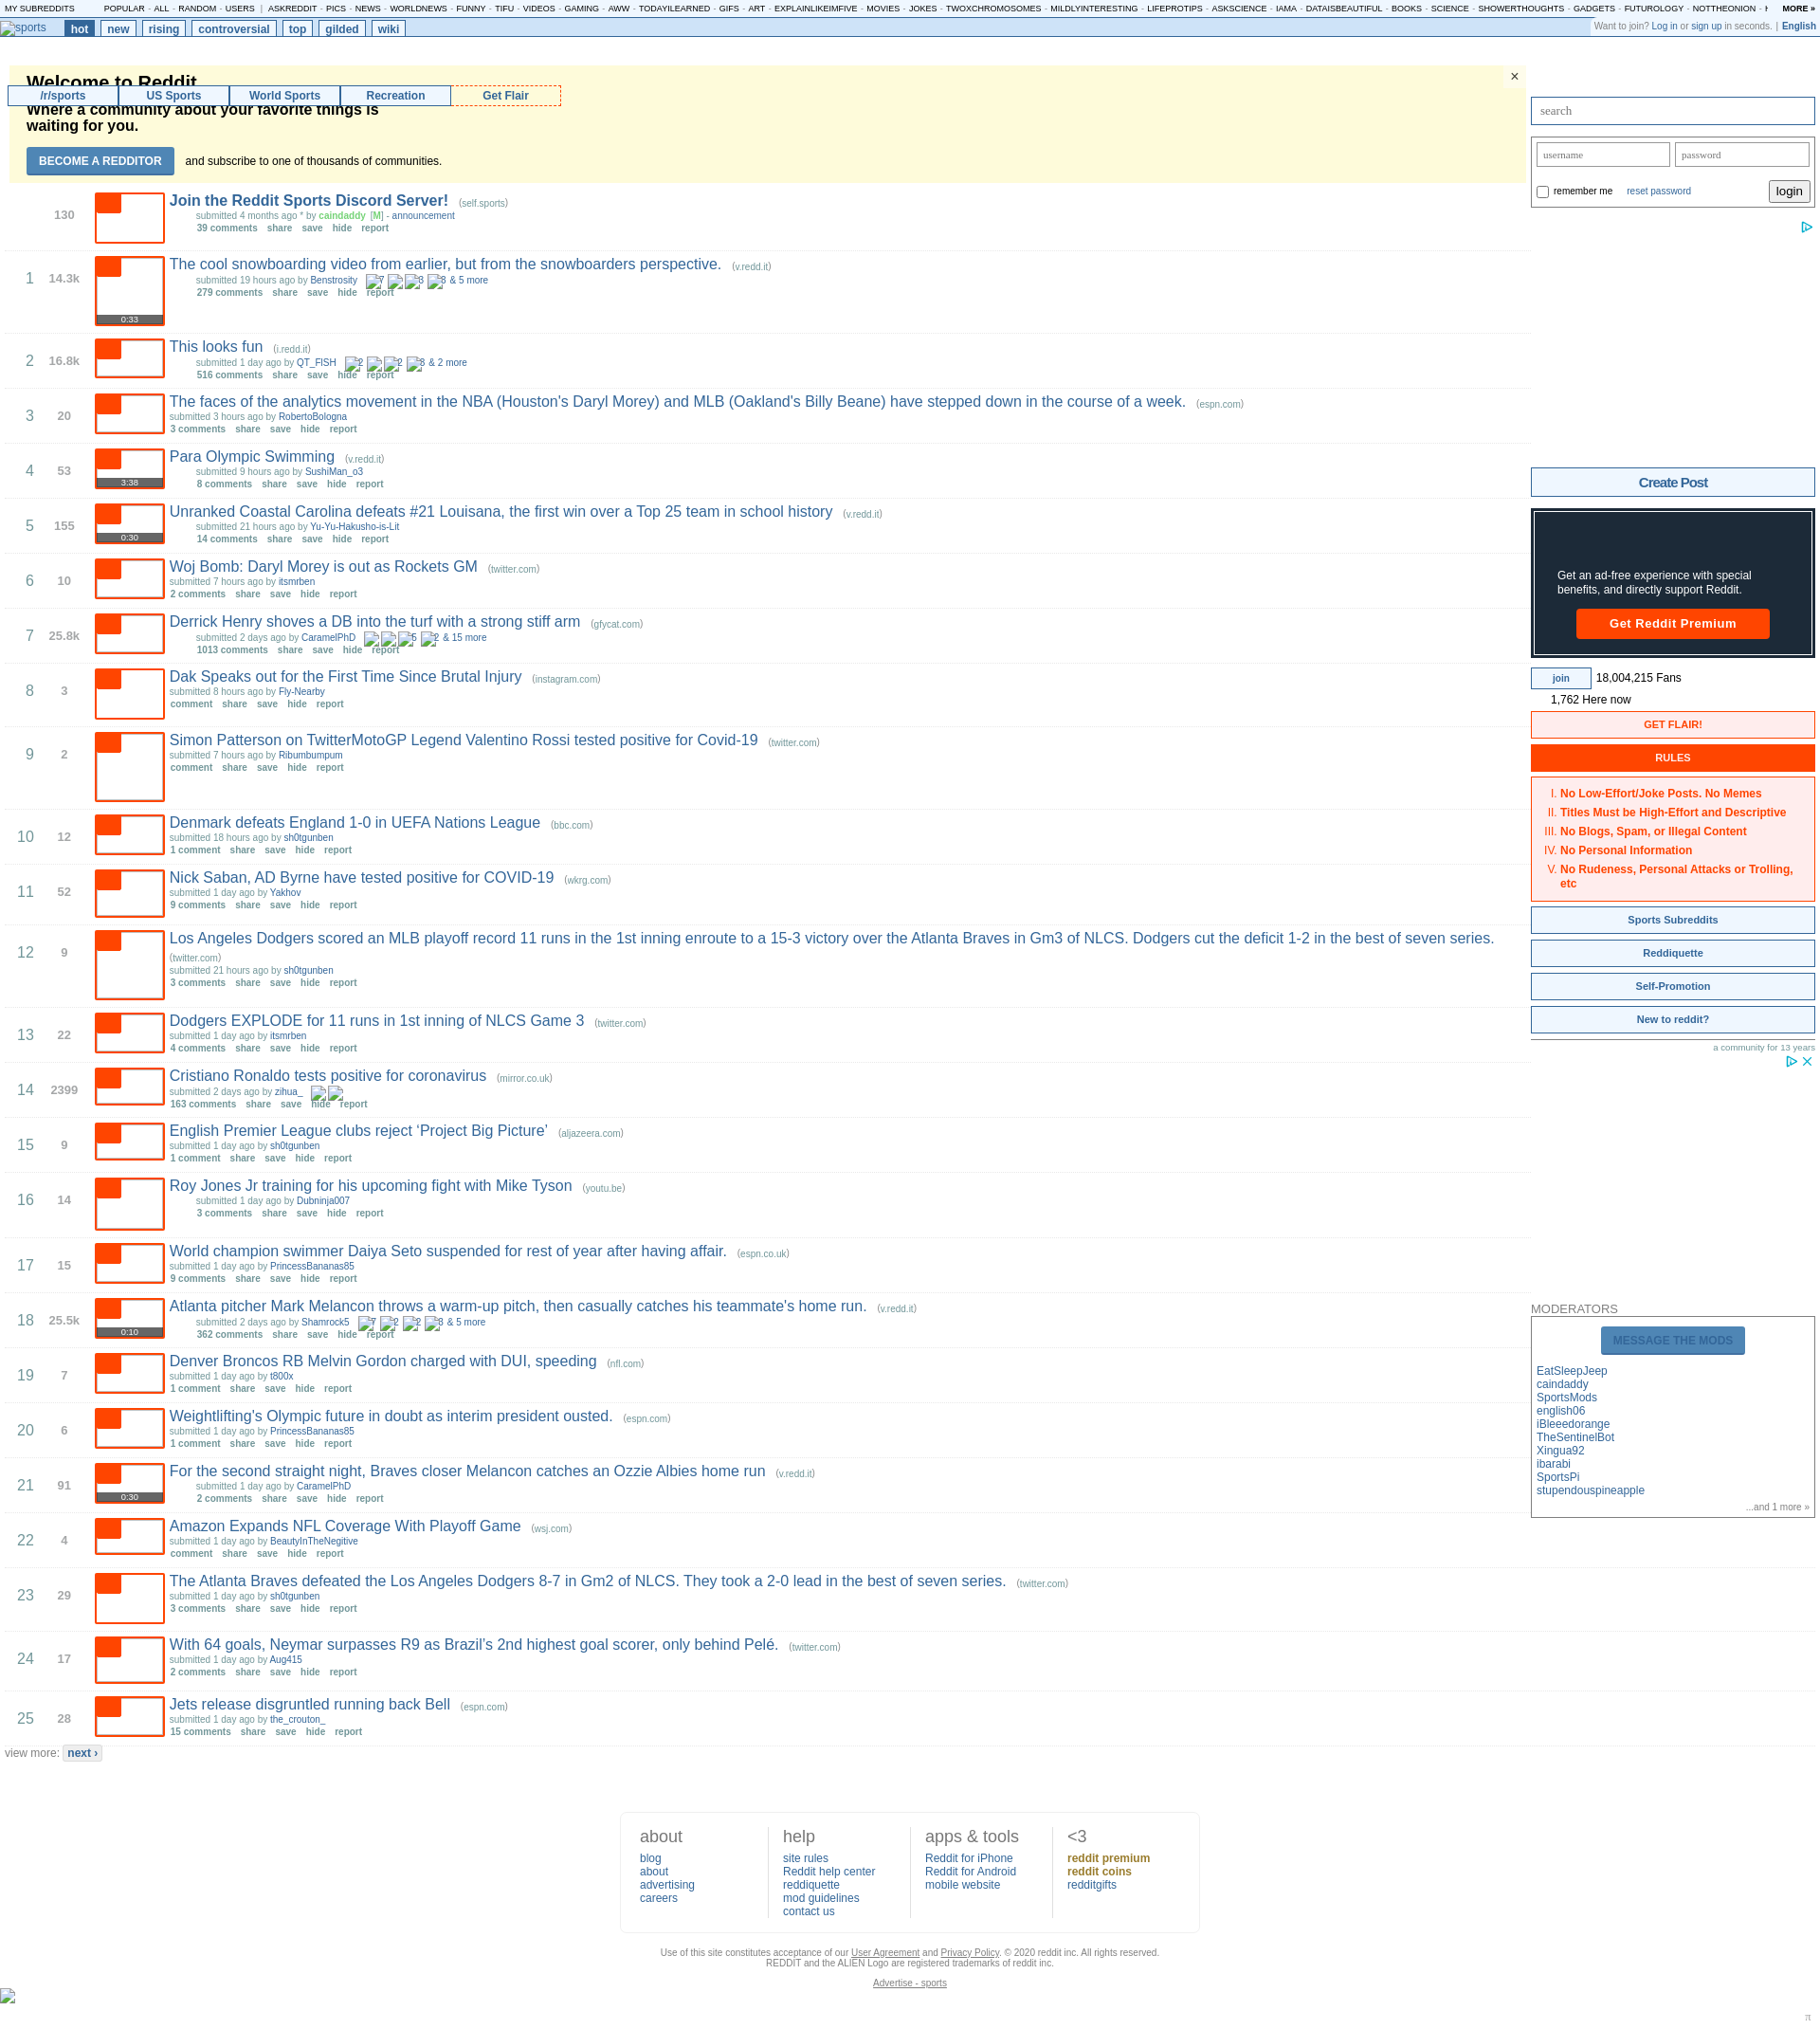 MY SUBREDDITS POPULAR - ALL - RANDOM - USERS | ASKREDDIT - PICS - NEWS - WORLDNEWS - FUNNY - TIFU - VIDEOS - GAMING - AWW - TODAYILEARNED - GIFS - ART - EXPLAINLIKEIMFIVE - MOVIES - JOKES - TWOXCHROMOSOMES - MILDLYINTERESTING - LIFEPROTIPS - ASKSCIENCE - IAMA - DATAISBEAUTIFUL - BOOKS - SCIENCE - SHOWERTHOUGHTS - GADGETS - FUTUROLOGY - NOTTHEONION - MORE »
sports hot new rising controversial top gilded wiki Want to join? Log in or sign up in seconds. | English
Welcome to Reddit ×
/r/sports US Sports World Sports Recreation Get Flair
Where a community about your favorite things is
waiting for you.
BECOME A REDDITOR and subscribe to one of thousands of communities.
130
Join the Reddit Sports Discord Server! (self.sports)
submitted 4 months ago * by caindaddy [M] - announcement
39 comments share save hide report
1 14.3k 0:33
The cool snowboarding video from earlier, but from the snowboarders perspective. (v.redd.it)
submitted 19 hours ago by Benstrosity 7 3 3 & 5 more
279 comments share save hide report
2 16.8k
This looks fun (i.redd.it)
submitted 1 day ago by QT_FISH 2 2 3 & 2 more
516 comments share save hide report
3 20
The faces of the analytics movement in the NBA (Houston's Daryl Morey) and MLB (Oakland's Billy Beane) have stepped down in the course of a week. (espn.com)
submitted 3 hours ago by RobertoBologna
3 comments share save hide report
4 53 3:38
Para Olympic Swimming (v.redd.it)
submitted 9 hours ago by SushiMan_o3
8 comments share save hide report
5 155 0:30
Unranked Coastal Carolina defeats #21 Louisana, the first win over a Top 25 team in school history (v.redd.it)
submitted 21 hours ago by Yu-Yu-Hakusho-is-Lit
14 comments share save hide report
6 10
Woj Bomb: Daryl Morey is out as Rockets GM (twitter.com)
submitted 7 hours ago by itsmrben
2 comments share save hide report
7 25.8k
Derrick Henry shoves a DB into the turf with a strong stiff arm (gfycat.com)
submitted 2 days ago by CaramelPhD 5 2 & 15 more
1013 comments share save hide report
8 3
Dak Speaks out for the First Time Since Brutal Injury (instagram.com)
submitted 8 hours ago by Fly-Nearby
comment share save hide report
9 2
Simon Patterson on TwitterMotoGP Legend Valentino Rossi tested positive for Covid-19 (twitter.com)
submitted 7 hours ago by Ribumbumpum
comment share save hide report
10 12
Denmark defeats England 1-0 in UEFA Nations League (bbc.com)
submitted 18 hours ago by sh0tgunben
1 comment share save hide report
11 52
Nick Saban, AD Byrne have tested positive for COVID-19 (wkrg.com)
submitted 1 day ago by Yakhov
9 comments share save hide report
12 9
Los Angeles Dodgers scored an MLB playoff record 11 runs in the 1st inning enroute to a 15-3 victory over the Atlanta Braves in Gm3 of NLCS. Dodgers cut the deficit 1-2 in the best of seven series.
(twitter.com)
submitted 21 hours ago by sh0tgunben
3 comments share save hide report
13 22
Dodgers EXPLODE for 11 runs in 1st inning of NLCS Game 3 (twitter.com)
submitted 1 day ago by itsmrben
4 comments share save hide report
14 2399
Cristiano Ronaldo tests positive for coronavirus (mirror.co.uk)
submitted 2 days ago by zihua_
163 comments share save hide report
15 9
English Premier League clubs reject ‘Project Big Picture’ (aljazeera.com)
submitted 1 day ago by sh0tgunben
1 comment share save hide report
16 14
Roy Jones Jr training for his upcoming fight with Mike Tyson (youtu.be)
submitted 1 day ago by Dubninja007
3 comments share save hide report
17 15
World champion swimmer Daiya Seto suspended for rest of year after having affair. (espn.co.uk)
submitted 1 day ago by PrincessBananas85
9 comments share save hide report
18 25.5k 0:10
Atlanta pitcher Mark Melancon throws a warm-up pitch, then casually catches his teammate's home run. (v.redd.it)
submitted 2 days ago by Shamrock5 7 2 2 3 & 5 more
362 comments share save hide report
19 7
Denver Broncos RB Melvin Gordon charged with DUI, speeding (nfl.com)
submitted 1 day ago by t800x
1 comment share save hide report
20 6
Weightlifting's Olympic future in doubt as interim president ousted. (espn.com)
submitted 1 day ago by PrincessBananas85
1 comment share save hide report
21 91 0:30
For the second straight night, Braves closer Melancon catches an Ozzie Albies home run (v.redd.it)
submitted 1 day ago by CaramelPhD
2 comments share save hide report
22 4
Amazon Expands NFL Coverage With Playoff Game (wsj.com)
submitted 1 day ago by BeautyInTheNegitive
comment share save hide report
23 29
The Atlanta Braves defeated the Los Angeles Dodgers 8-7 in Gm2 of NLCS. They took a 2-0 lead in the best of seven series. (twitter.com)
submitted 1 day ago by sh0tgunben
3 comments share save hide report
24 17
With 64 goals, Neymar surpasses R9 as Brazil's 2nd highest goal scorer, only behind Pelé. (twitter.com)
submitted 1 day ago by Aug415
2 comments share save hide report
25 28
Jets release disgruntled running back Bell (espn.com)
submitted 1 day ago by the_crouton_
15 comments share save hide report
view more: next ›
search
username password
remember me reset password login
Create Post
Get an ad-free experience with special
benefits, and directly support Reddit.
Get Reddit Premium
join 18,004,215 Fans
1,762 Here now
GET FLAIR!
RULES
I. No Low-Effort/Joke Posts. No Memes
II. Titles Must be High-Effort and Descriptive
III. No Blogs, Spam, or Illegal Content
IV. No Personal Information
V. No Rudeness, Personal Attacks or Trolling,
etc
Sports Subreddits
Reddiquette
Self-Promotion
New to reddit?
a community for 13 years
MODERATORS
MESSAGE THE MODS
EatSleepJeep
caindaddy
SportsMods
english06
iBleeedorange
TheSentinelBot
Xingua92
ibarabi
SportsPi
stupendouspineapple
...and 1 more »
about
blog
about
advertising
careers
help
site rules
Reddit help center
reddiquette
mod guidelines
contact us
apps & tools
Reddit for iPhone
Reddit for Android
mobile website
<3
reddit premium
reddit coins
redditgifts
Use of this site constitutes acceptance of our User Agreement and Privacy Policy. © 2020 reddit inc. All rights reserved.
REDDIT and the ALIEN Logo are registered trademarks of reddit inc.
Advertise - sports
π